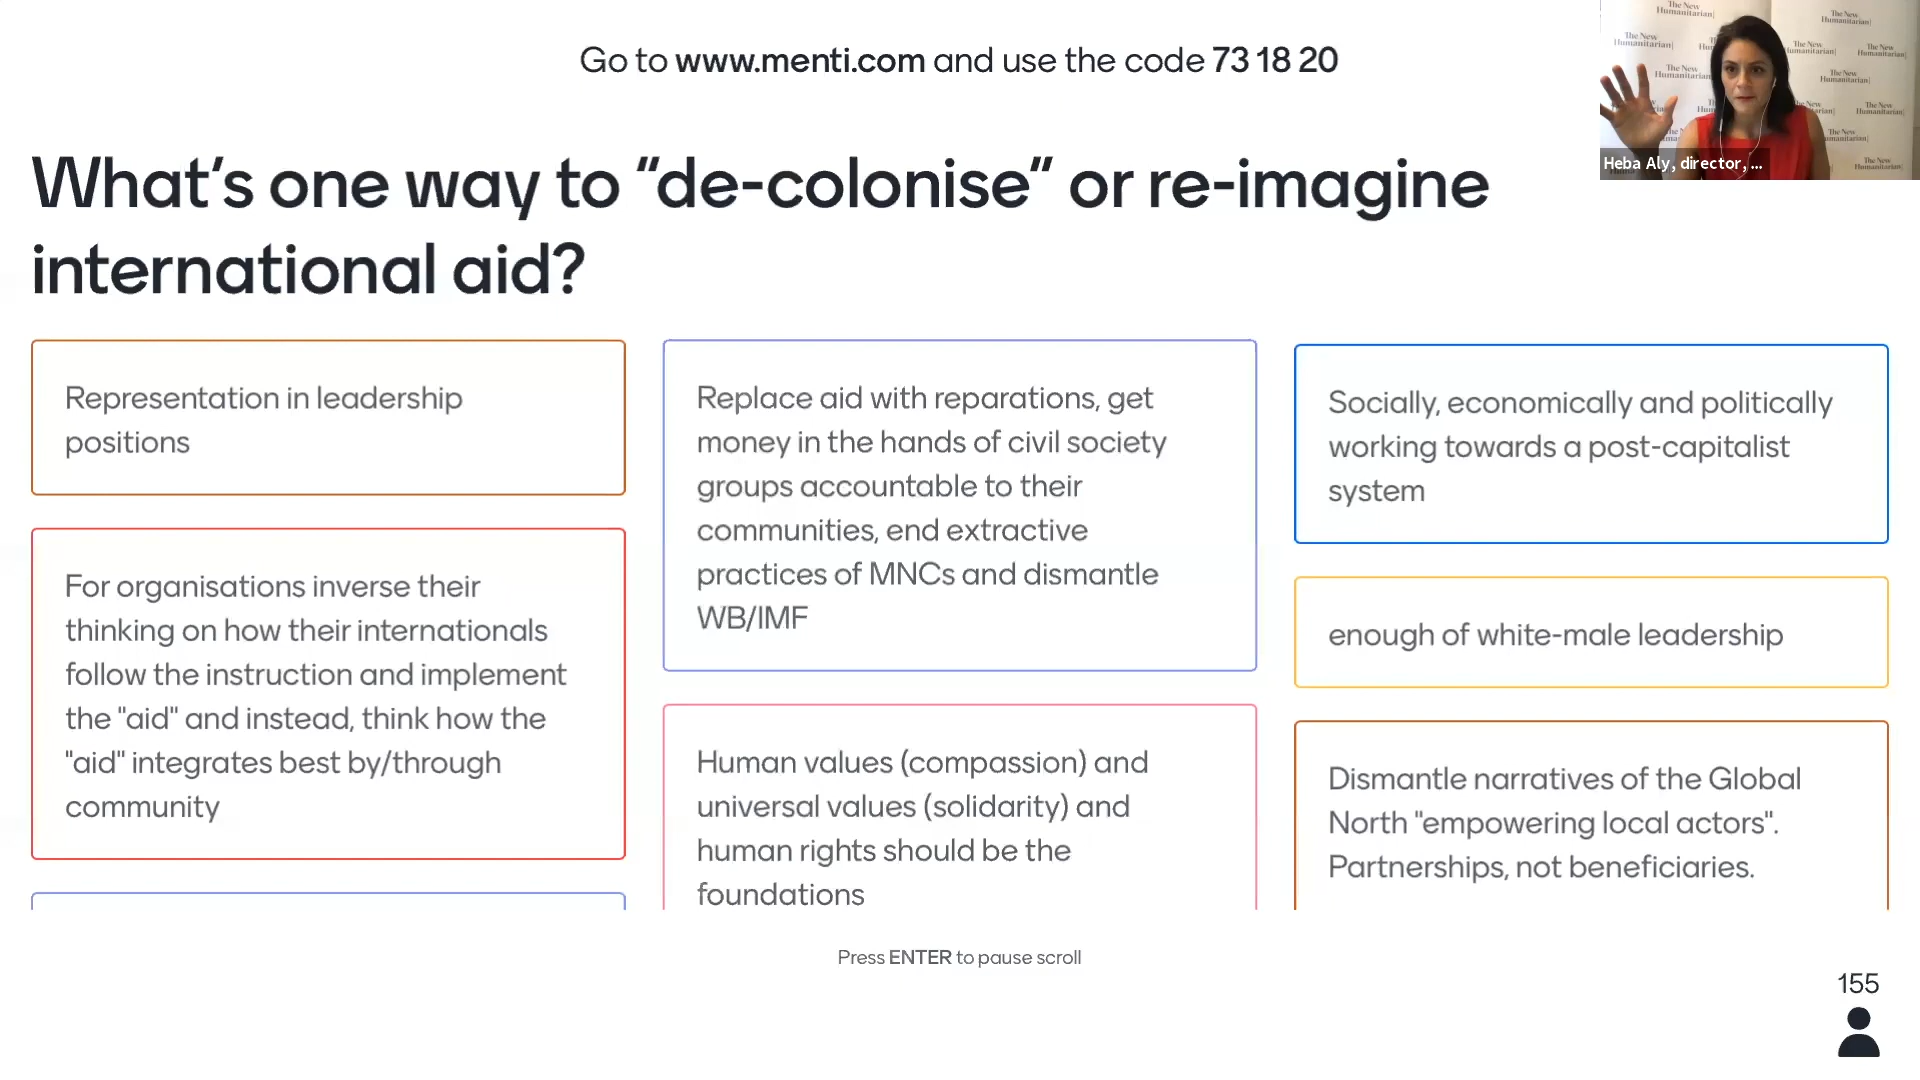 Go to www.menti.com and use the code 73 18 20
The New
Humanitarian
Heba Aly, director, ...
What's one way to “de-colonise” or re-imagine
international aid?
Representation in leadership
positions
For organisations inverse their
thinking on how their internationals
follow the instruction and implement
the "aid" and instead, think how the
"aid" integrates best by/through
community
Replace aid with reparations, get
money in the hands of civil society
groups accountable to their
communities, end extractive
practices of MNCs and dismantle
WB/IMF
Human values (compassion) and
universal values (solidarity) and
human rights should be the
foundations
Socially, economically and politically
working towards a post-capitalist
system
enough of white-male leadership
Dismantle narratives of the Global
North "empowering local actors".
Partnerships, not beneficiaries.
Press ENTER to pause scroll
155